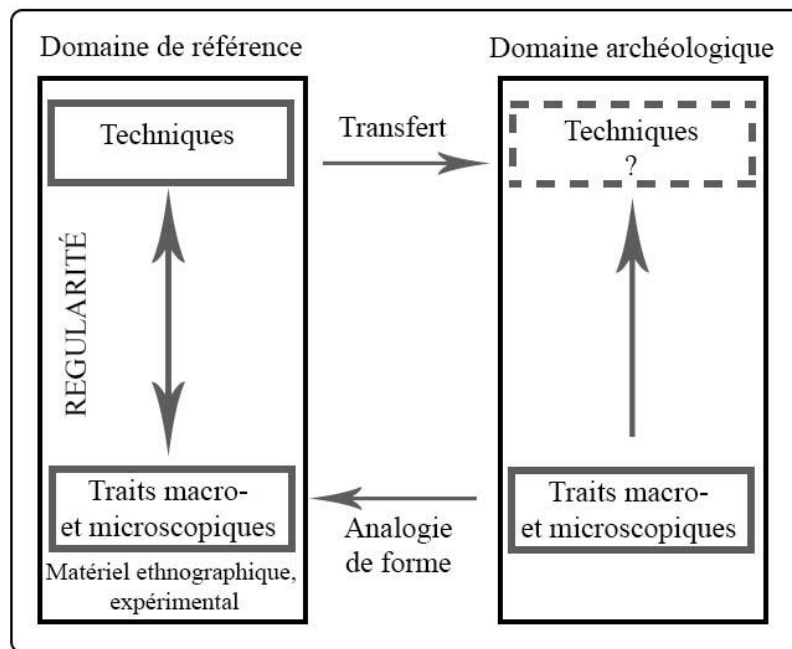 Domaine de référence
Techniques
REGULARITÉ
Traits macro-
et microscopiques
Matériel ethnographique,
expérimental
Transfert
Analogie
de forme
Domaine archéologique
Techniques
?
Traits macro-
et microscopiques